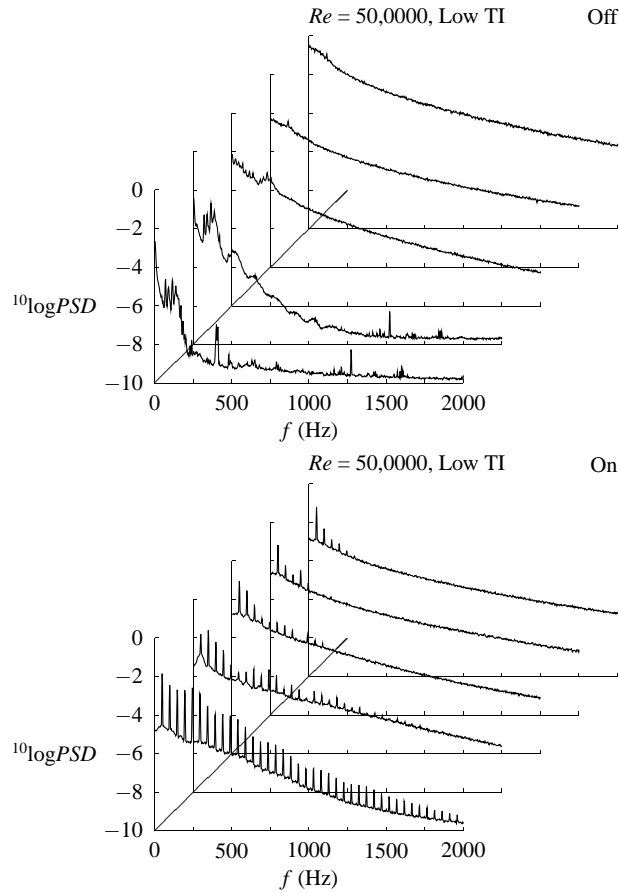 Re = 50,0000, Low TI Off
0
−2
−4
−6
¹⁰logPSD
−8
−10
0 500 1000 1500 2000
f (Hz)
Re = 50,0000, Low TI On
0
−2
−4
−6
¹⁰logPSD
−8
−10
0 500 1000 1500 2000
f (Hz)